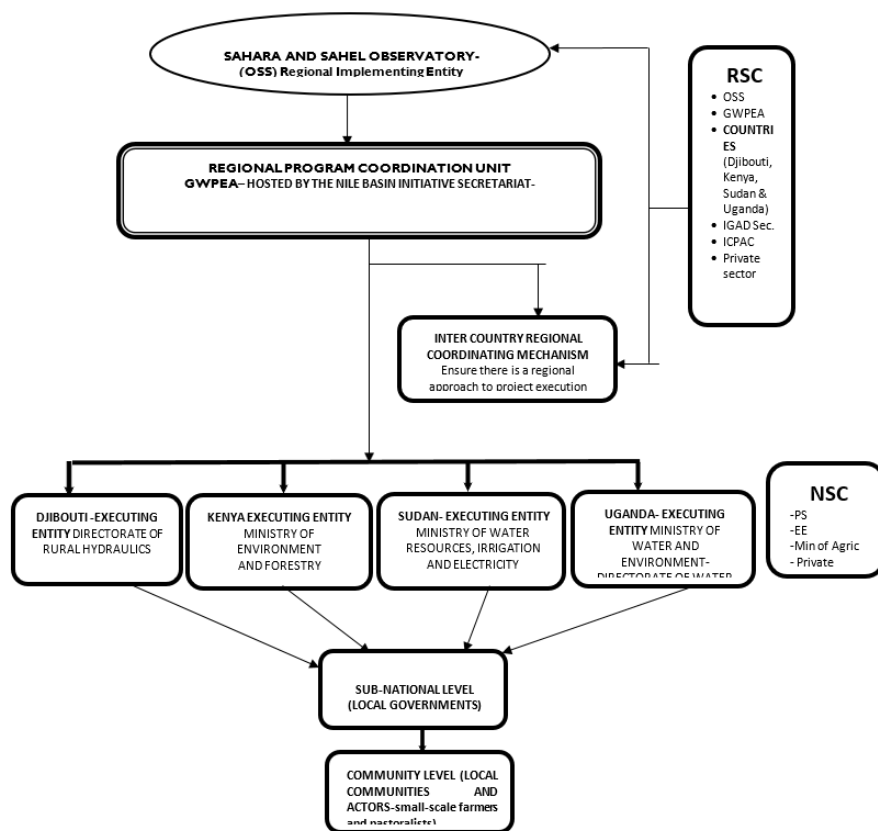 SAHARA AND SAHEL OBSERVATORY-
(OSS) Regional Implementing Entity
RSC
• OSS
• GWPEA
• COUNTRI
ES
(Djibouti,
Kenya,
Sudan &
Uganda)
• IGAD Sec.
• ICPAC
• Private
sector
REGIONAL PROGRAM COORDINATION UNIT
GWPEA– HOSTED BY THE NILE BASIN INITIATIVE SECRETARIAT-
INTER COUNTRY REGIONAL
COORDINATING MECHANISM
Ensure there is a regional
approach to project execution
DJIBOUTI -EXECUTING
ENTITY DIRECTORATE OF
RURAL HYDRAULICS
KENYA EXECUTING ENTITY
MINISTRY OF
ENVIRONMENT
AND FORESTRY
SUDAN- EXECUTING ENTITY
MINISTRY OF WATER
RESOURCES, IRRIGATION
AND ELECTRICITY
UGANDA- EXECUTING
ENTITY MINISTRY OF
WATER AND
ENVIRONMENT-
DIRECTORATE OF WATER
NSC
-PS
-EE
-Min of Agric
- Private
SUB-NATIONAL LEVEL
(LOCAL GOVERNMENTS)
COMMUNITY LEVEL (LOCAL
COMMUNITIES AND
ACTORS-small-scale farmers
and pastoralists)